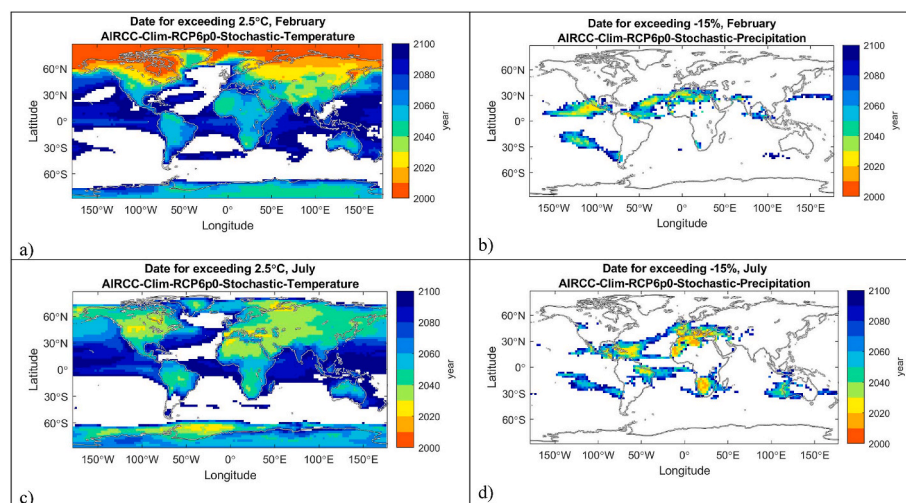 Date for exceeding 2.5°C, February
AIRCC-Clim-RCP6p0-Stochastic-Temperature
60°N
30°N
0°
30°S
60°S
Latitude
150°W 100°W 50°W 0° 50°E 100°E 150°E
Longitude
2100
2080
2060
2040
2020
2000
year
a)
Date for exceeding -15%, February
AIRCC-Clim-RCP6p0-Stochastic-Precipitation
60°N
30°N
0°
30°S
60°S
Latitude
150°W 100°W 50°W 0° 50°E 100°E 150°E
Longitude
2100
2080
2060
2040
2020
2000
year
b)
Date for exceeding 2.5°C, July
AIRCC-Clim-RCP6p0-Stochastic-Temperature
60°N
30°N
0°
30°S
60°S
Latitude
150°W 100°W 50°W 0° 50°E 100°E 150°E
Longitude
2100
2080
2060
2040
2020
2000
year
c)
Date for exceeding -15%, July
AIRCC-Clim-RCP6p0-Stochastic-Precipitation
60°N
30°N
0°
30°S
60°S
Latitude
150°W 100°W 50°W 0° 50°E 100°E 150°E
Longitude
2100
2080
2060
2040
2020
2000
year
d)